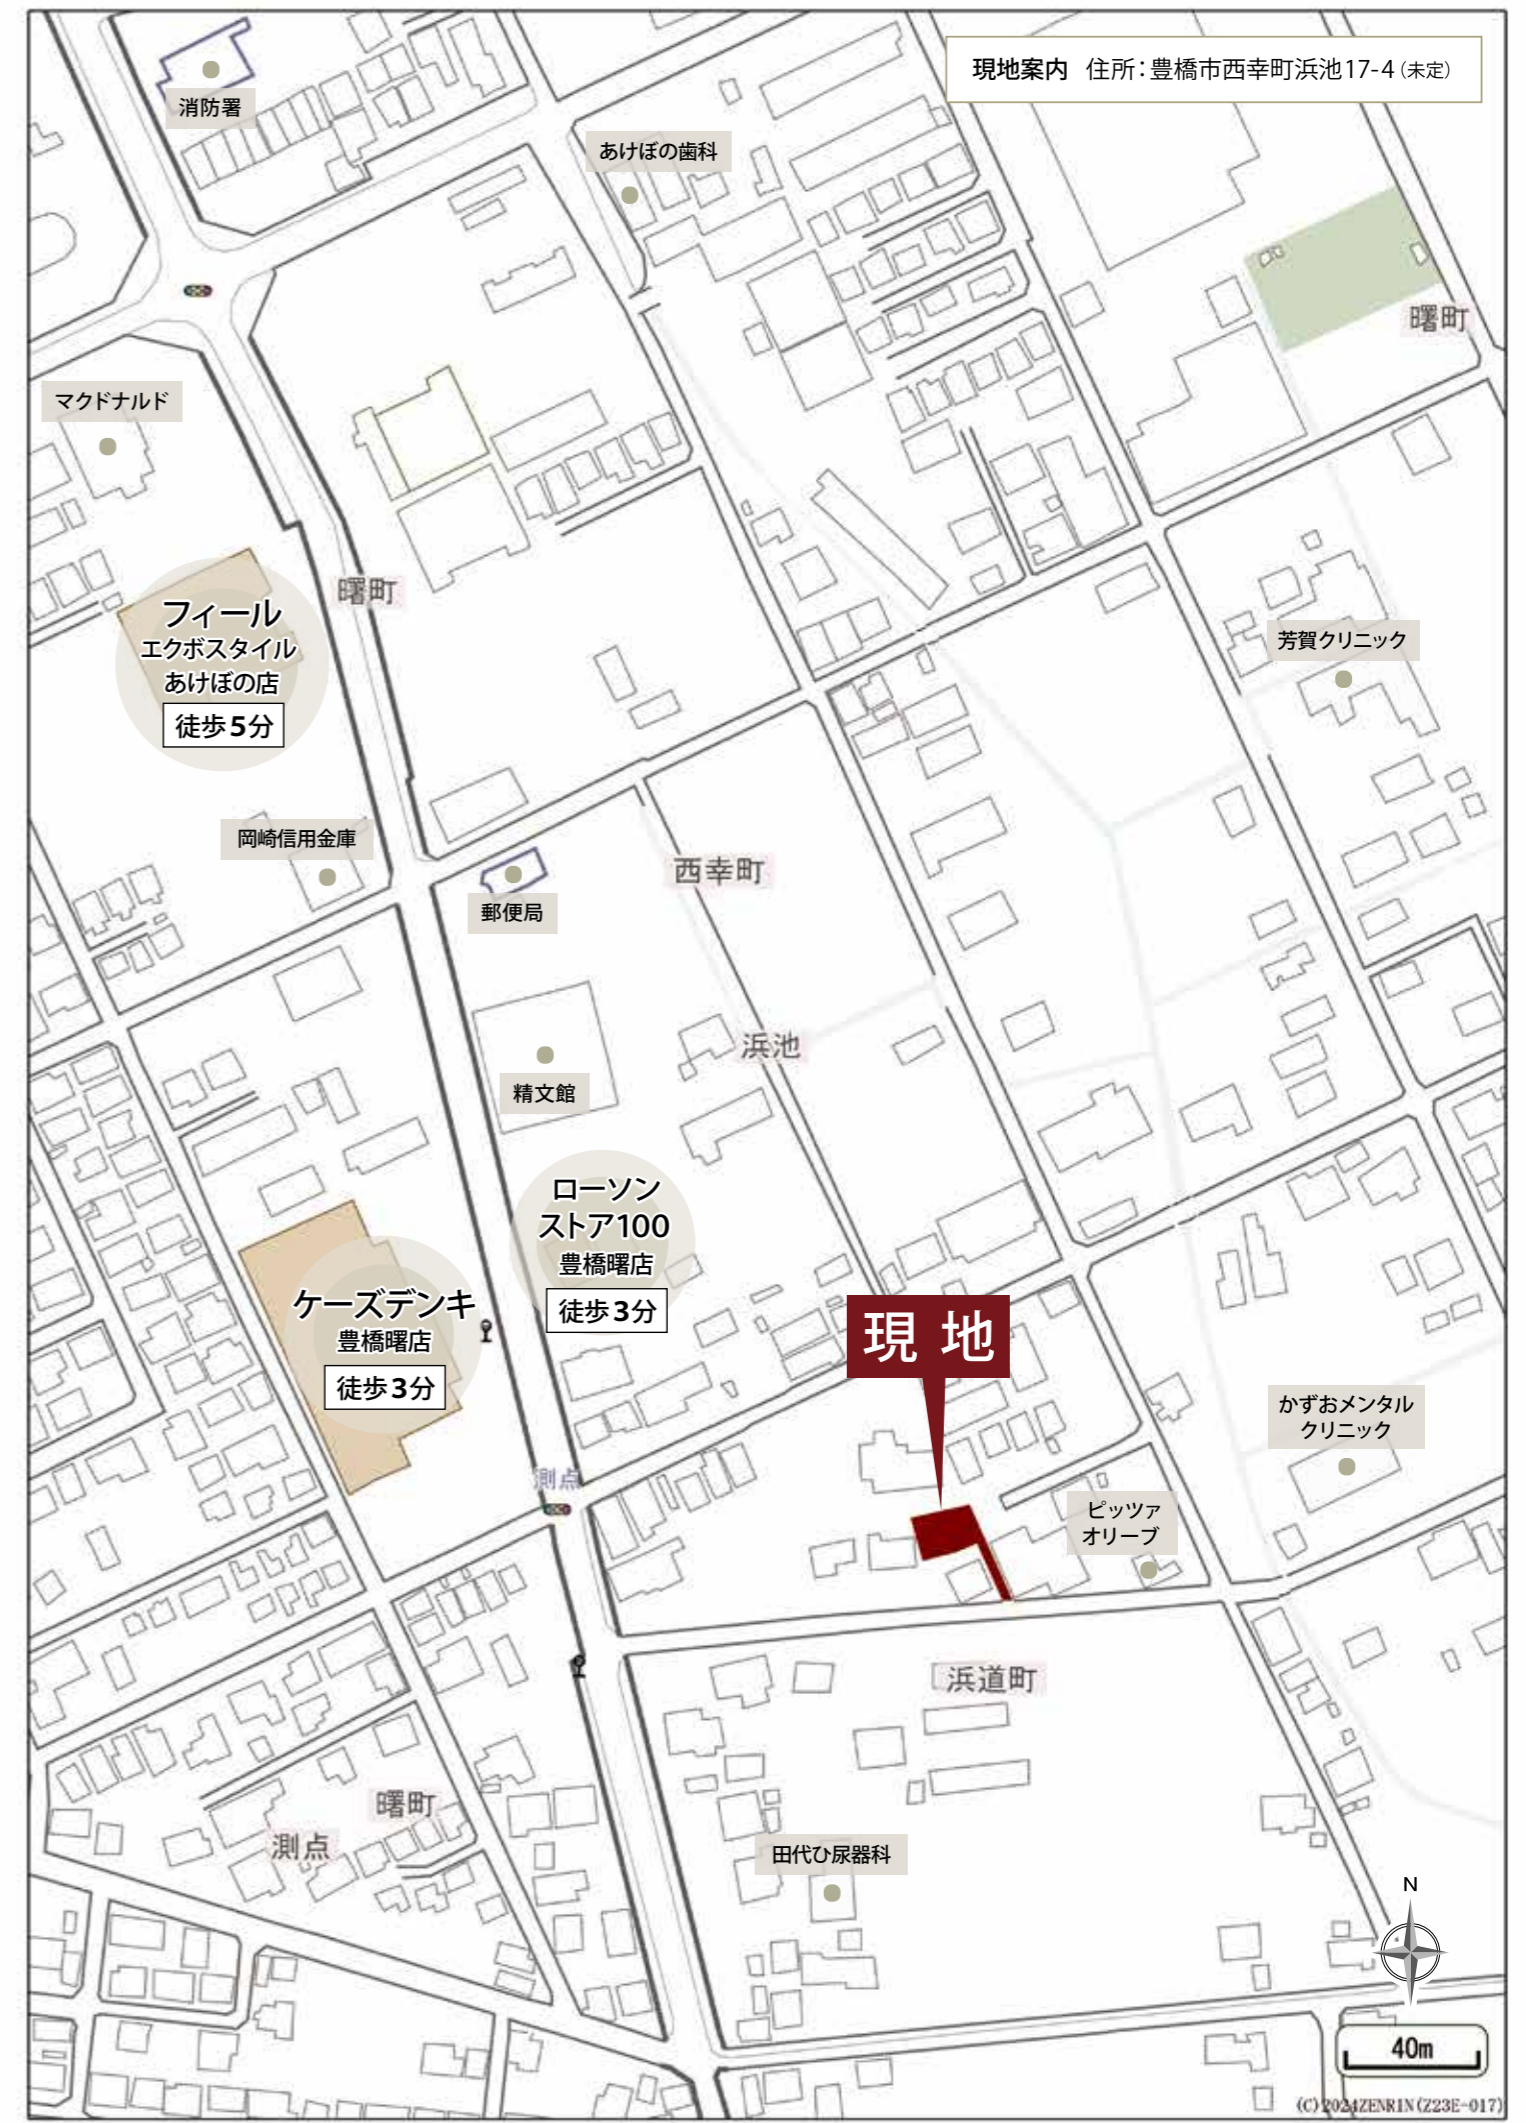 現地案内 住所：豊橋市西幸町浜池17-4（未定）
消防署
あけぼの歯科
曙町
マクドナルド
曙町
フィール
エクボスタイル
あけぼの店
徒歩5分
芳賀クリニック
岡崎信用金庫
西幸町
郵便局
浜池
精文館
ローソン
ストア100
豊橋曙店
徒歩3分
ケーズデンキ
豊橋曙店
徒歩3分
現地
かずおメンタル
クリニック
測点
ピッツァ
オリーブ
浜道町
曙町
測点
田代ひ尿器科
N
40m
(C)2024ZENRIN(Z23E-017)